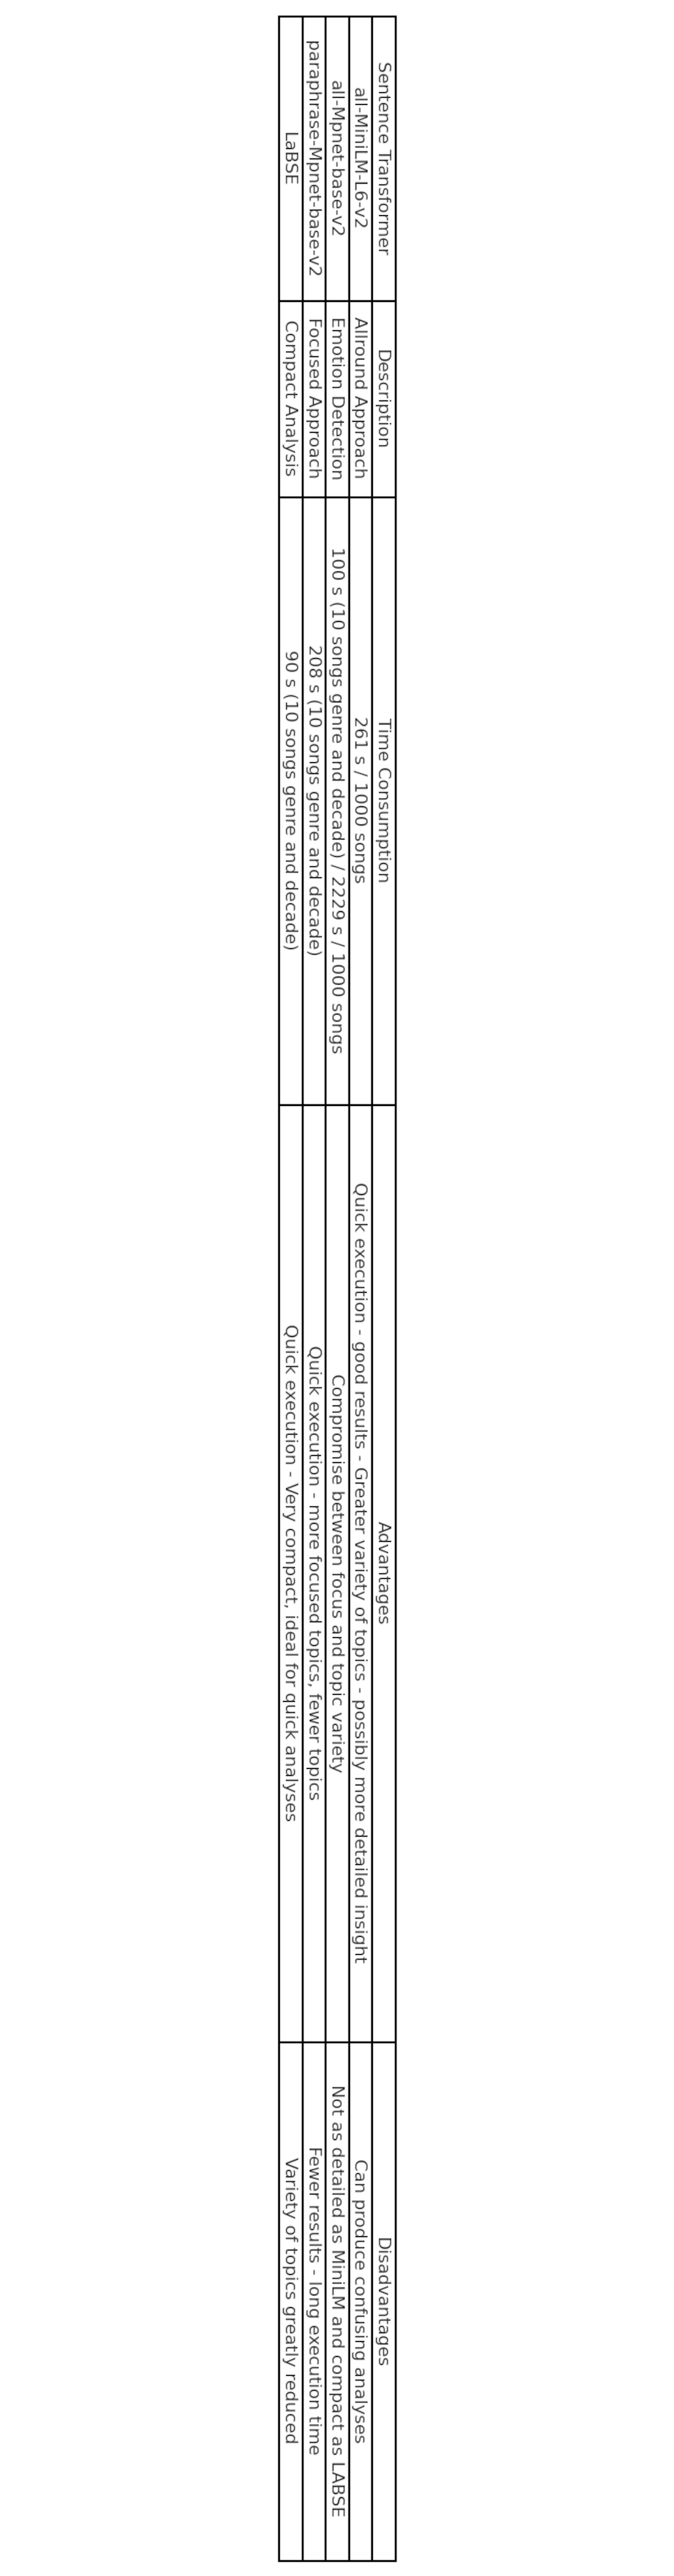 Sentence Transformer Description Time Consumption Advantages Disadvantages
all-MiniLM-L6-v2 Allround Approach 261 s / 1000 songs Quick execution - good results - Greater variety of topics - possibly more detailed insight Can produce confusing analyses
all-Mpnet-base-v2 Emotion Detection 100 s (10 songs genre and decade) / 2229 s / 1000 songs Compromise between focus and topic variety Not as detailed as MiniLM and compact as LABSE
paraphrase-Mpnet-base-v2 Focused Approach 208 s (10 songs genre and decade) Quick execution - more focused topics, fewer topics Fewer results - long execution time
LaBSE Compact Analysis 90 s (10 songs genre and decade) Quick execution - Very compact, ideal for quick analyses Variety of topics greatly reduced